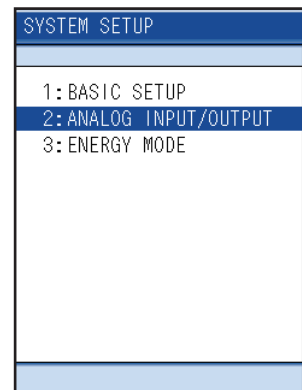 SYSTEM SETUP
1:BASIC SETUP
2:ANALOG INPUT/OUTPUT
3:ENERGY MODE